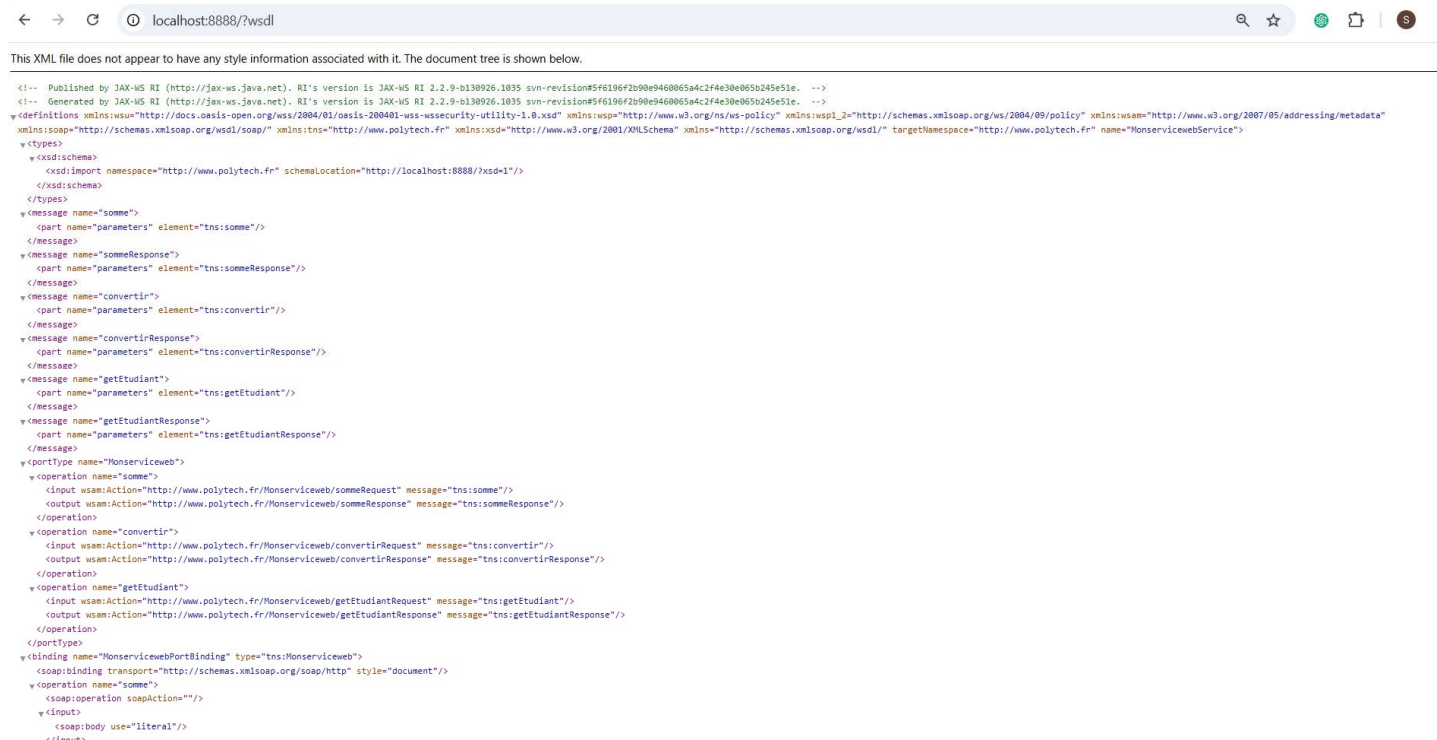 localhost:8888/?wsdl
S
This XML file does not appear to have any style information associated with it. The document tree is shown below.
<!-- Published by JAX-WS RI (http://jax-ws.java.net). RI's version is JAX-WS RI 2.2.9-b130926.1035 svn-revision#5f6196f2b90e9460065a4c2f4e30e065b245e51e. -->
<!-- Generated by JAX-WS RI (http://jax-ws.java.net). RI's version is JAX-WS RI 2.2.9-b130926.1035 svn-revision#5f6196f2b90e9460065a4c2f4e30e065b245e51e. -->
<definitions xmlns:wsu="http://docs.oasis-open.org/wss/2004/01/oasis-200401-wss-wssecurity-utility-1.0.xsd" xmlns:wsp="http://www.w3.org/ns/ws-policy" xmlns:wsp1_2="http://schemas.xmlsoap.org/ws/2004/09/policy" xmlns:wsam="http://www.w3.org/2007/05/addressing/metadata"
xmlns:soap="http://schemas.xmlsoap.org/wsdl/soap/" xmlns:tns="http://www.polytech.fr" xmlns:xsd="http://www.w3.org/2001/XMLSchema" xmlns="http://schemas.xmlsoap.org/wsdl/" targetNamespace="http://www.polytech.fr" name="MonservicewebService">
<types>
<xsd:schema>
<xsd:import namespace="http://www.polytech.fr" schemaLocation="http://localhost:8888/?xsd=1"/>
</xsd:schema>
</types>
<message name="somme">
<part name="parameters" element="tns:somme"/>
</message>
<message name="sommeResponse">
<part name="parameters" element="tns:sommeResponse"/>
</message>
<message name="convertir">
<part name="parameters" element="tns:convertir"/>
</message>
<message name="convertirResponse">
<part name="parameters" element="tns:convertirResponse"/>
</message>
<message name="getEtudiant">
<part name="parameters" element="tns:getEtudiant"/>
</message>
<message name="getEtudiantResponse">
<part name="parameters" element="tns:getEtudiantResponse"/>
</message>
<portType name="Monserviceweb">
<operation name="somme">
<input wsam:Action="http://www.polytech.fr/Monserviceweb/sommeRequest" message="tns:somme"/>
<output wsam:Action="http://www.polytech.fr/Monserviceweb/sommeResponse" message="tns:sommeResponse"/>
</operation>
<operation name="convertir">
<input wsam:Action="http://www.polytech.fr/Monserviceweb/convertirRequest" message="tns:convertir"/>
<output wsam:Action="http://www.polytech.fr/Monserviceweb/convertirResponse" message="tns:convertirResponse"/>
</operation>
<operation name="getEtudiant">
<input wsam:Action="http://www.polytech.fr/Monserviceweb/getEtudiantRequest" message="tns:getEtudiant"/>
<output wsam:Action="http://www.polytech.fr/Monserviceweb/getEtudiantResponse" message="tns:getEtudiantResponse"/>
</operation>
</portType>
<binding name="MonservicewebPortBinding" type="tns:Monserviceweb">
<soap:binding transport="http://schemas.xmlsoap.org/soap/http" style="document"/>
<operation name="somme">
<soap:operation soapAction=""/>
<input>
<soap:body use="literal"/>
</input>